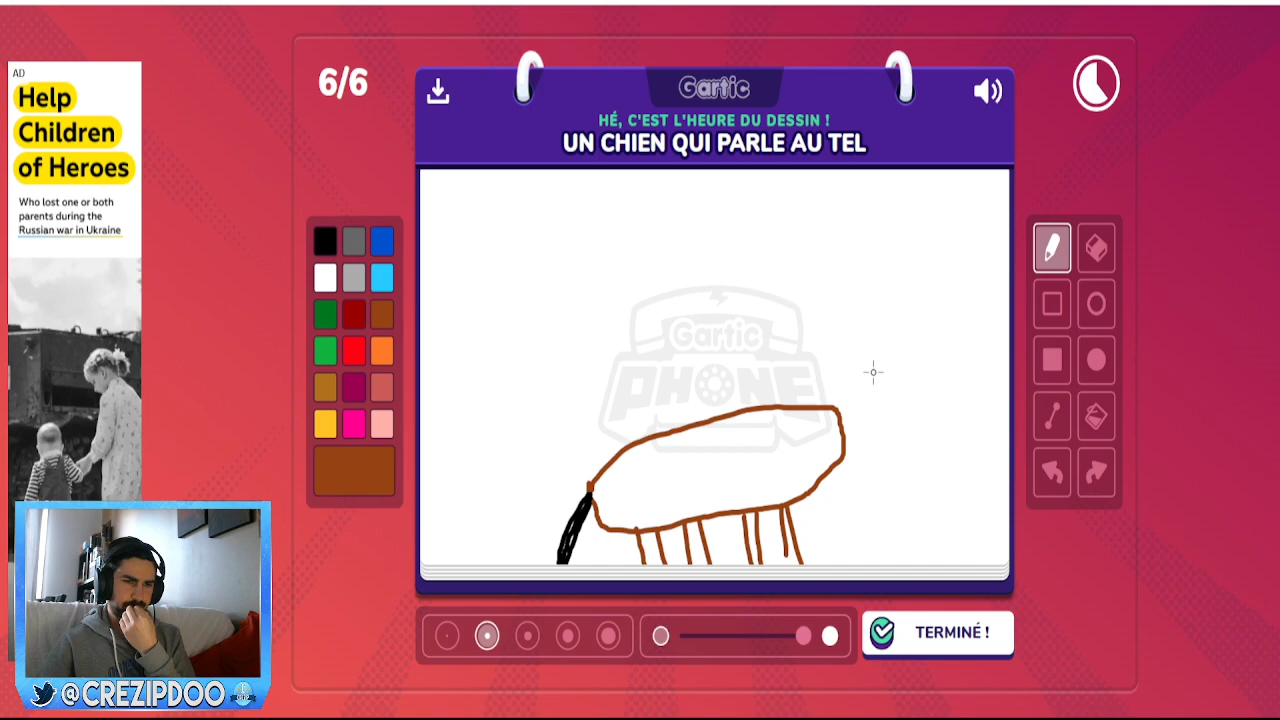 AD
Help
Children
of Heroes
Who lost one or both
parents during the
Russian war in Ukraine
6/6
Gartic
HÉ, C'EST L'HEURE DU DESSIN !
UN CHIEN QUI PARLE AU TEL
Gartic
PHONE
TERMINÉ !
@CREZIPDOO